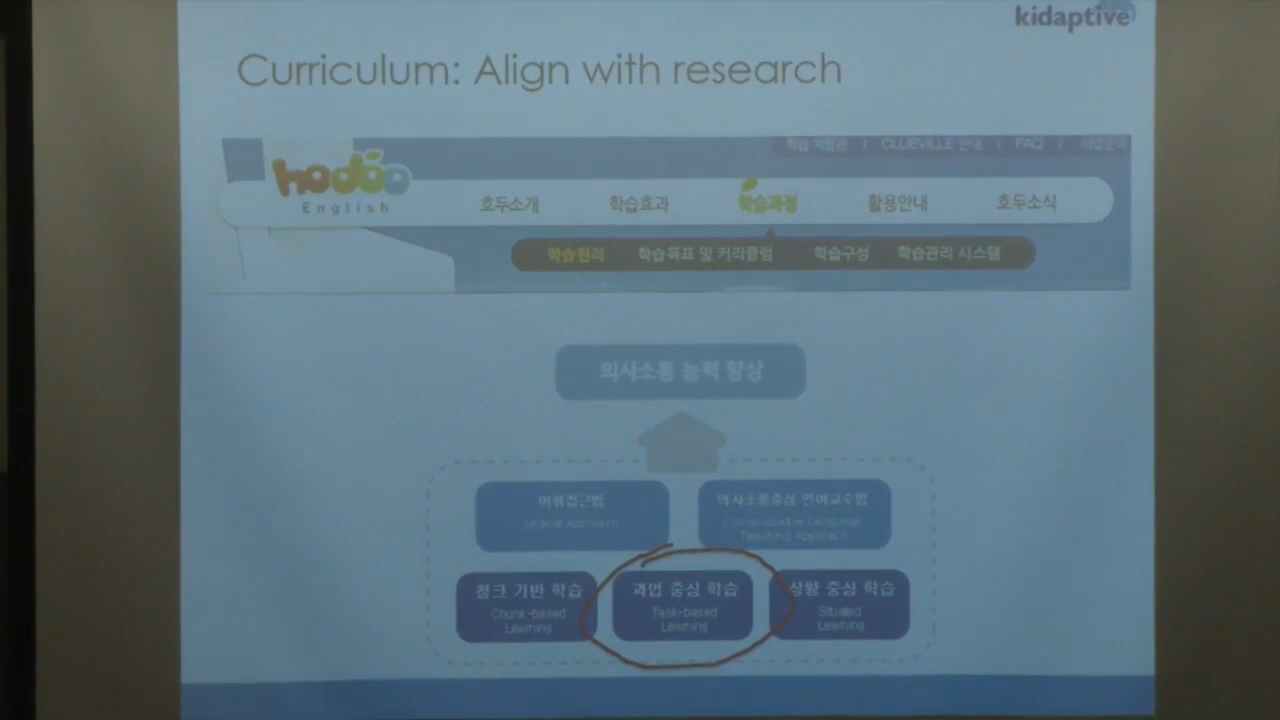 kidaptive
Curriculum: Align with research
학습 체험관 | CLUEVILLE 안내 | FAQ |
hodoo
English
호두소개 학습효과 학습과정 활용안내 호두소식
학습원리 학습목표 및 커리큘럼 학습구성 학습관리 시스템
의사소통 능력 향상
어휘접근법 의사소통중심 언어교수법
Lexical Approach Communicative Language
Teaching Approach
청크 기반 학습 과업 중심 학습 상황 중심 학습
Chunk-based Task-based Situated
Learning Learning Learning